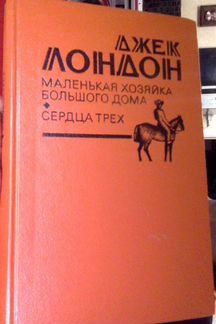 ДЖЕК
ЛОНДОН
МАЛЕНЬКАЯ ХОЗЯЙКА
БОЛЬШОГО ДОМА
СЕРДЦА ТРЕХ